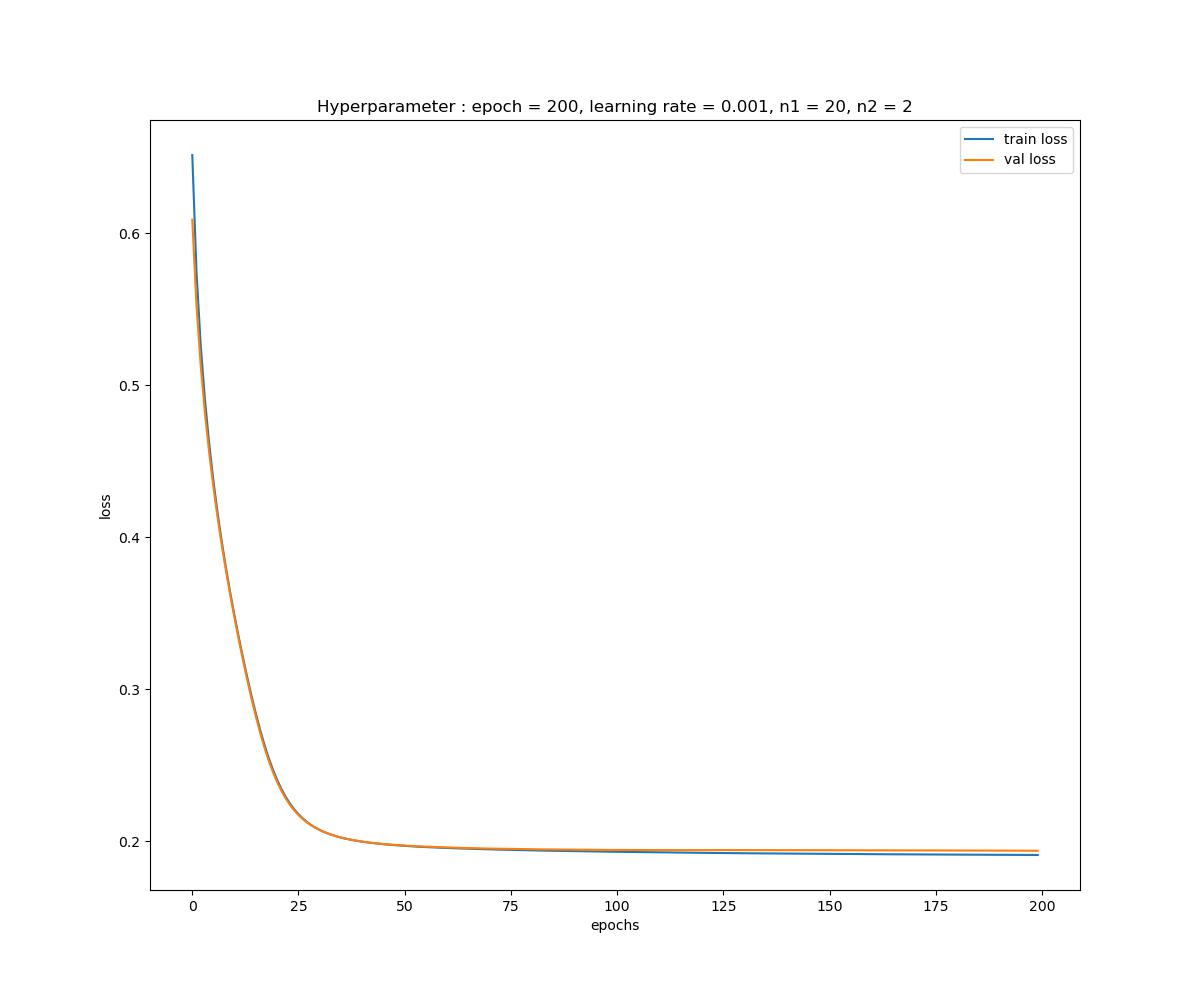 Hyperparameter : epoch = 200, learning rate = 0.001, n1 = 20, n2 = 2
train loss
val loss
0.6
0.5
0.4
0.3
0.2
loss
0 25 50 75 100 125 150 175 200
epochs